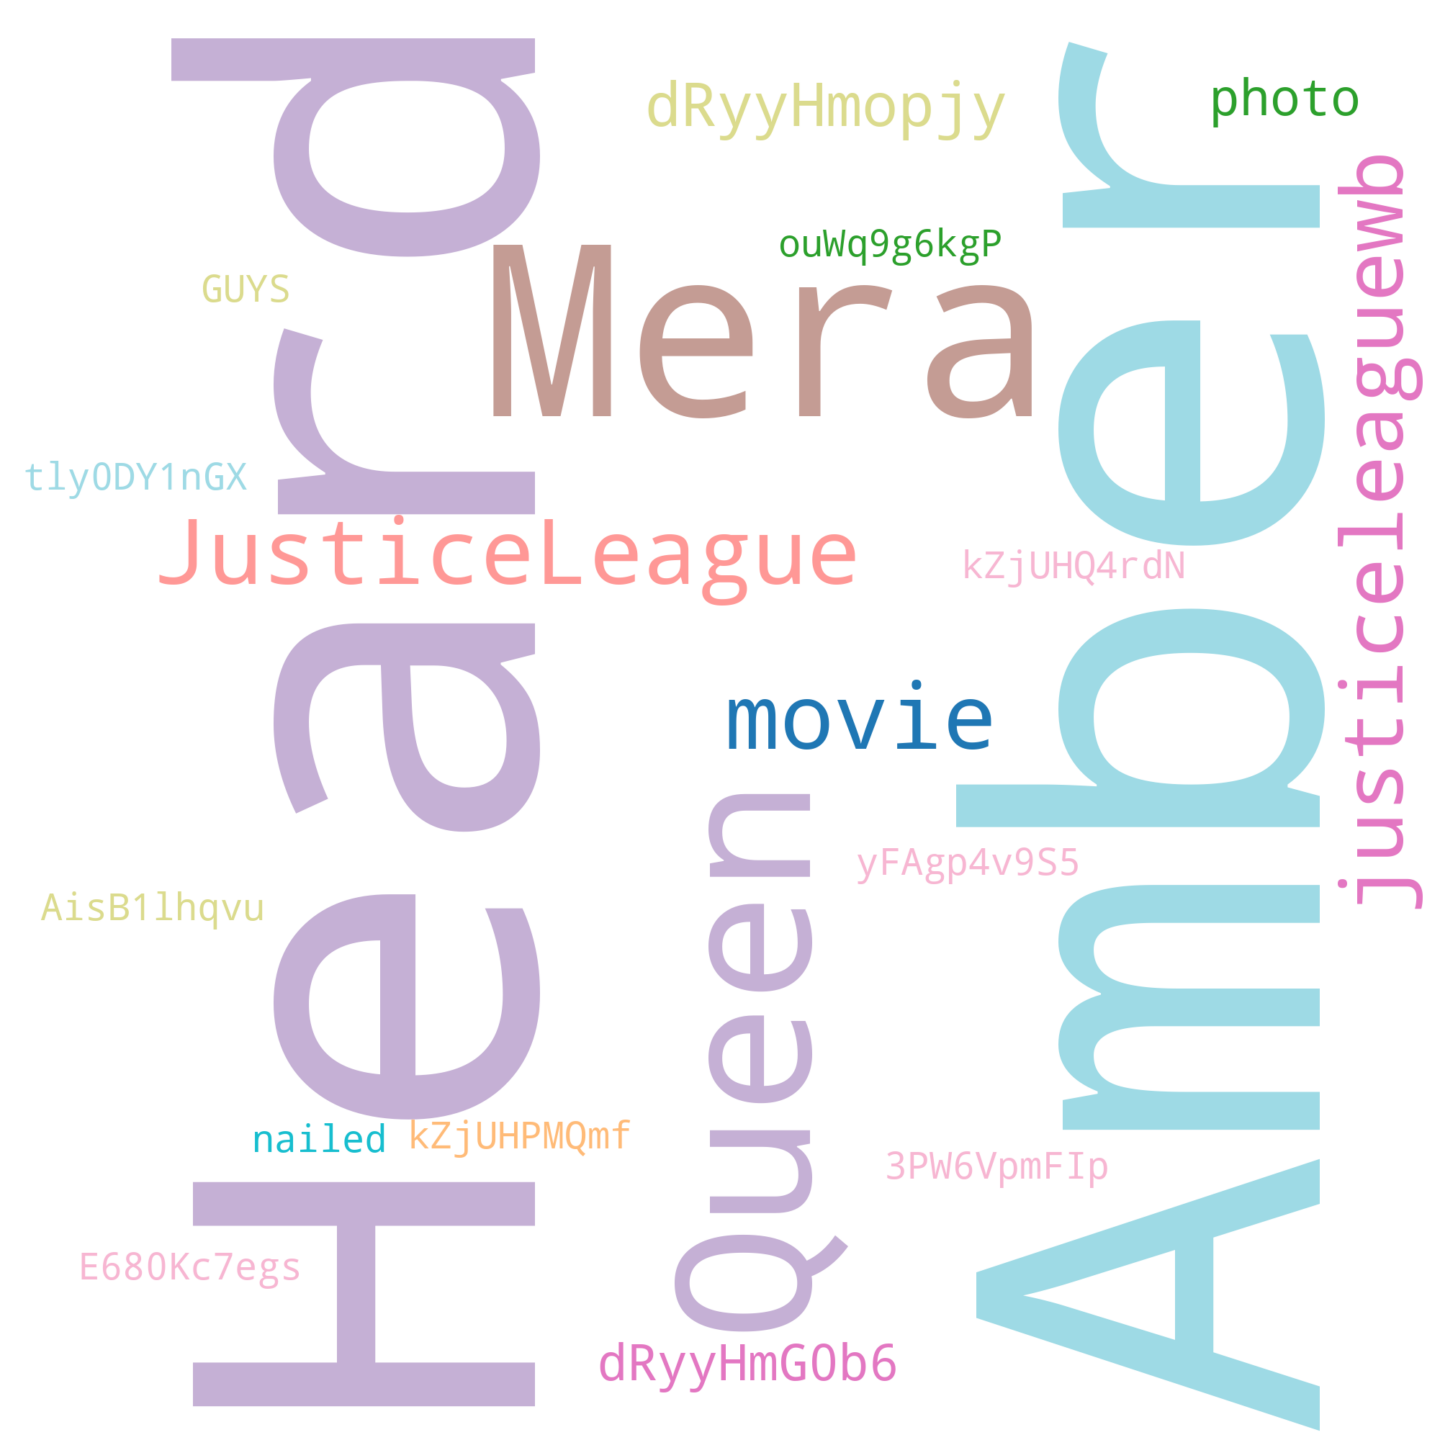 Heard
Amber
dRyyHmopjy
photo
justiceleaguewb
ouWq9g6kgP
Mera
GUYS
tly0DY1nGX
JusticeLeague
kZjUHQ4rdN
movie
Queen
yFAgp4v9S5
AisB1lhqvu
nailed
kZjUHPMQmf
3PW6VpmFIp
E680Kc7egs
dRyyHmG0b6